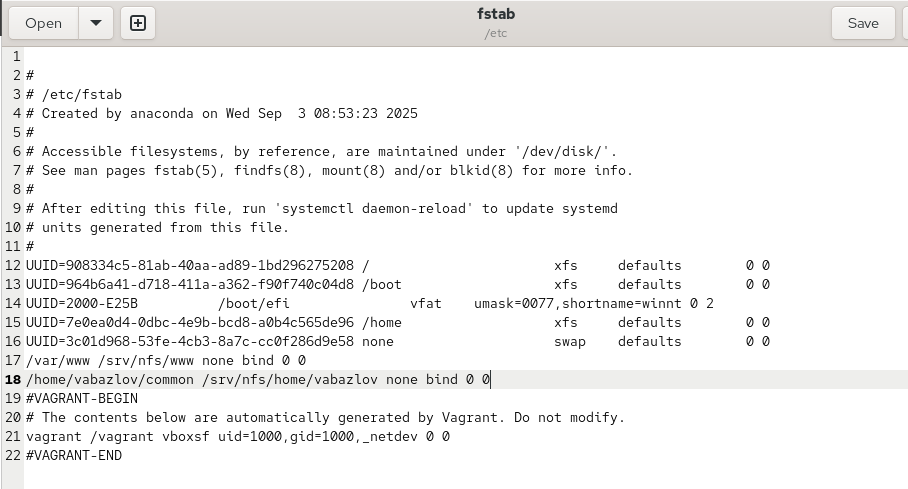 Open
fstab
/etc
Save
1
2 #
3 # /etc/fstab
4 # Created by anaconda on Wed Sep  3 08:53:23 2025
5 #
6 # Accessible filesystems, by reference, are maintained under '/dev/disk/'.
7 # See man pages fstab(5), findfs(8), mount(8) and/or blkid(8) for more info.
8 #
9 # After editing this file, run 'systemctl daemon-reload' to update systemd
10 # units generated from this file.
11 #
12 UUID=908334c5-81ab-40aa-ad89-1bd296275208 /                       xfs     defaults        0 0
13 UUID=964b6a41-d718-411a-a362-f90f740c04d8 /boot                   xfs     defaults        0 0
14 UUID=2000-E25B          /boot/efi               vfat    umask=0077,shortname=winnt 0 2
15 UUID=7e0ea0d4-0dbc-4e9b-bcd8-a0b4c565de96 /home                   xfs     defaults        0 0
16 UUID=3c01d968-53fe-4cb3-8a7c-cc0f286d9e58 none                    swap    defaults        0 0
17 /var/www /srv/nfs/www none bind 0 0
18 /home/vabazlov/common /srv/nfs/home/vabazlov none bind 0 0
19 #VAGRANT-BEGIN
20 # The contents below are automatically generated by Vagrant. Do not modify.
21 vagrant /vagrant vboxsf uid=1000,gid=1000,_netdev 0 0
22 #VAGRANT-END